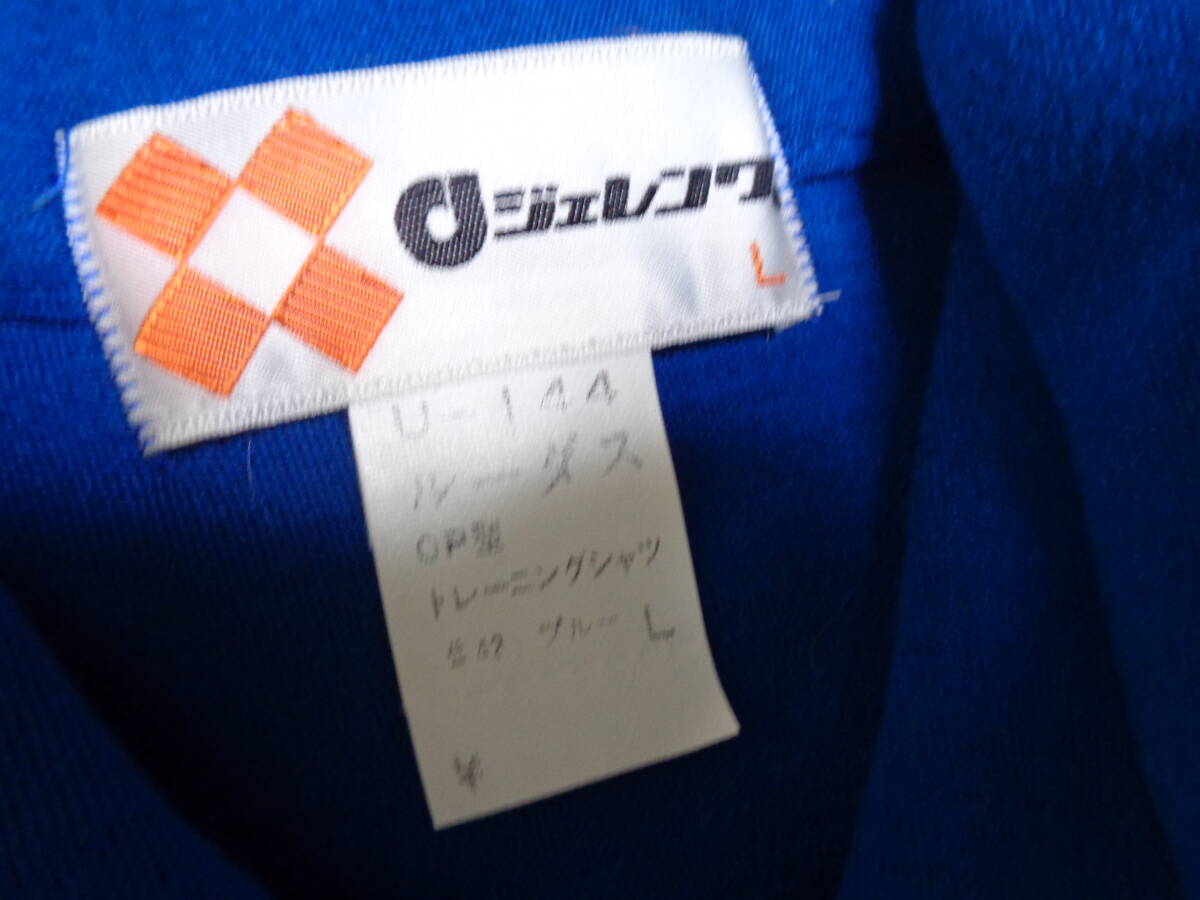 ジェレンク
L
U-144
ルーダス
OP型
トレーニングシャツ
ブルー L
¥